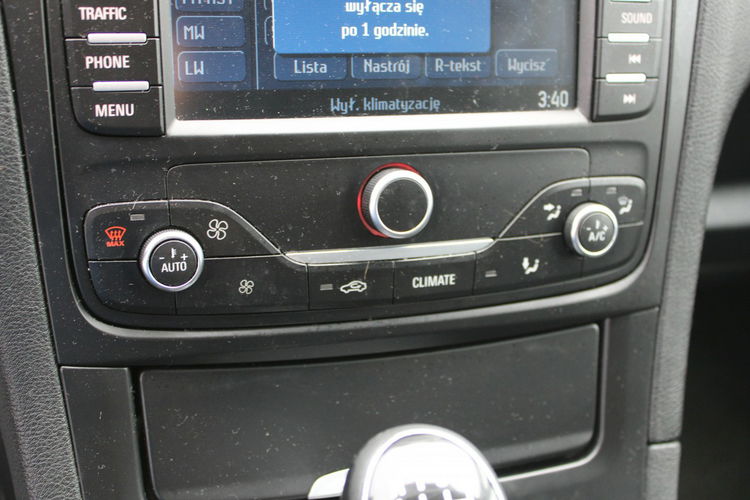 TRAFFIC
PHONE
MENU
MW
LW
wyłącza się
po 1 godzinie.
Lista
Nastrój
R-tekst
Wycisz
Wył. klimatyzację
3:40
SOUND
MAX
AUTO
CLIMATE
A/C